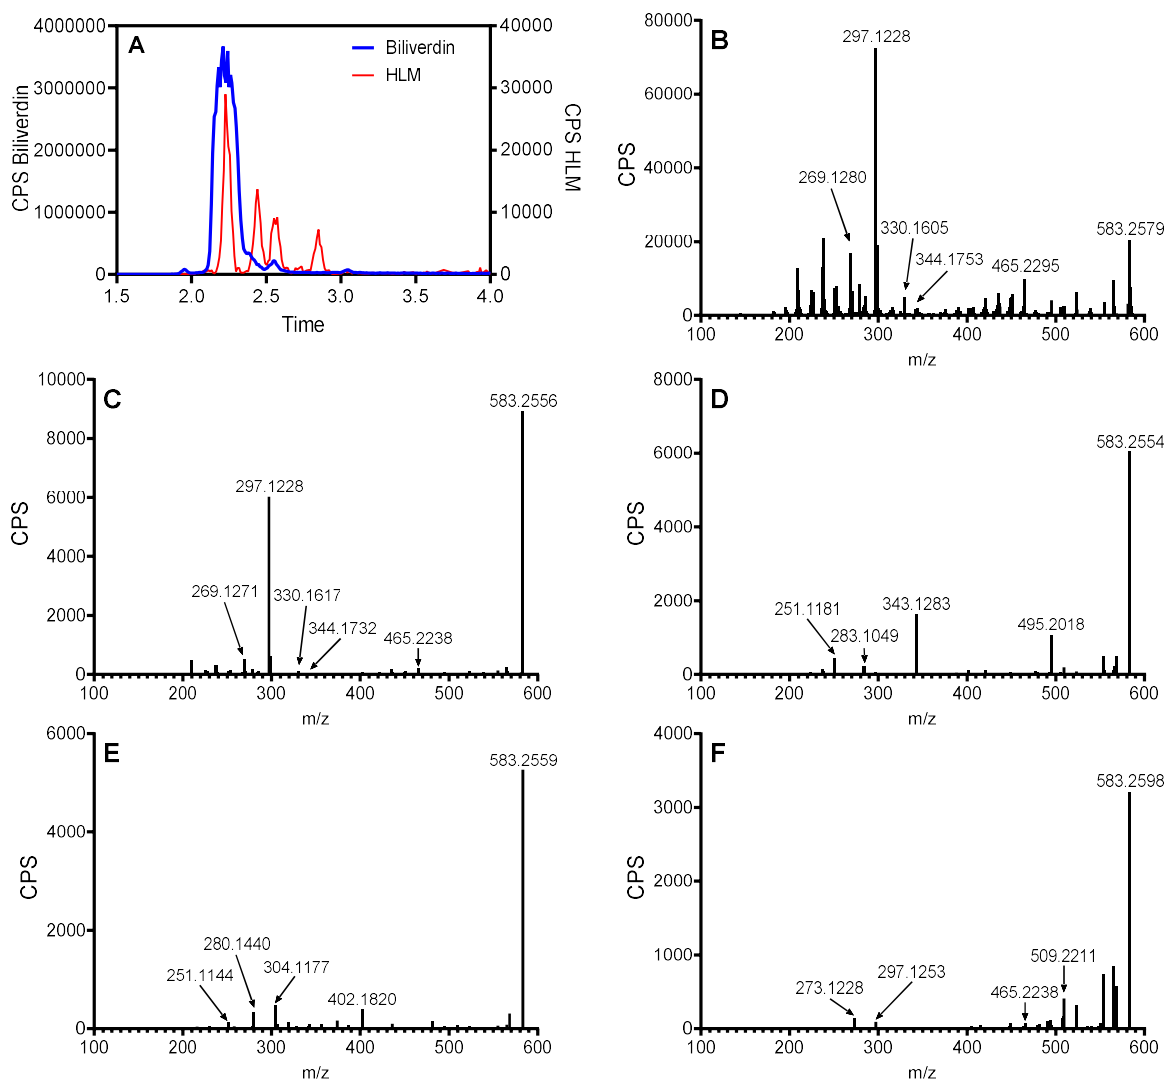 A
Biliverdin
HLM
4000000
3000000
2000000
1000000
0
40000
30000
20000
10000
0
CPS Biliverdin
CPS HLM
1.5 2.0 2.5 3.0 3.5 4.0
Time
B
80000
60000
40000
20000
0
CPS
297.1228
269.1280
330.1605
344.1753
465.2295
583.2579
100 200 300 400 500 600
m/z
C
10000
8000
6000
4000
2000
0
CPS
583.2556
297.1228
269.1271
330.1617
344.1732
465.2238
100 200 300 400 500 600
m/z
D
8000
6000
4000
2000
0
CPS
583.2554
251.1181
343.1283
283.1049
495.2018
100 200 300 400 500 600
m/z
E
6000
4000
2000
0
CPS
583.2559
280.1440
251.1144
304.1177
402.1820
100 200 300 400 500 600
m/z
F
4000
3000
2000
1000
0
CPS
583.2598
509.2211
273.1228
297.1253
465.2238
100 200 300 400 500 600
m/z